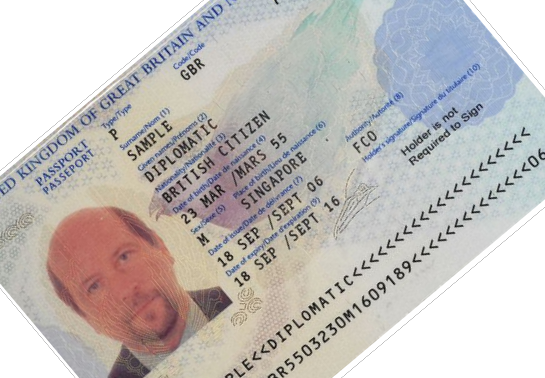 ED KINGDOM OF GREAT BRITAIN AND N
PASSPORT
PASSEPORT
Type/Type
P
Code/Code
GBR
Surname/Nom (1)
SAMPLE
Given names/Prénoms (2)
DIPLOMATIC
Nationality/Nationalité (3)
BRITISH CITIZEN
Date of birth/Date de naissance (4)
23 MAR /MARS 55
Sex/Sexe (5)
M
Place of birth/Lieu de naissance (6)
SINGAPORE
Date of issue/Date de délivrance (7)
18 SEP /SEPT 06
Authority/Autorité (8)
FCO
Date of expiry/Date d'expiration (9)
18 SEP /SEPT 16
Holder's signature/Signature du titulaire (10)
Holder is not
Required to Sign
PLE<<DIPLOMATIC<<<<<<<<<<<<<<<<<<<
BR5503230M1609189<<<<<<<<<<<<<<06